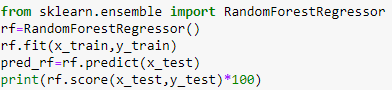 from sklearn.ensemble import RandomForestRegressor
rf=RandomForestRegressor()
rf.fit(x_train,y_train)
pred_rf=rf.predict(x_test)
print(rf.score(x_test,y_test)*100)